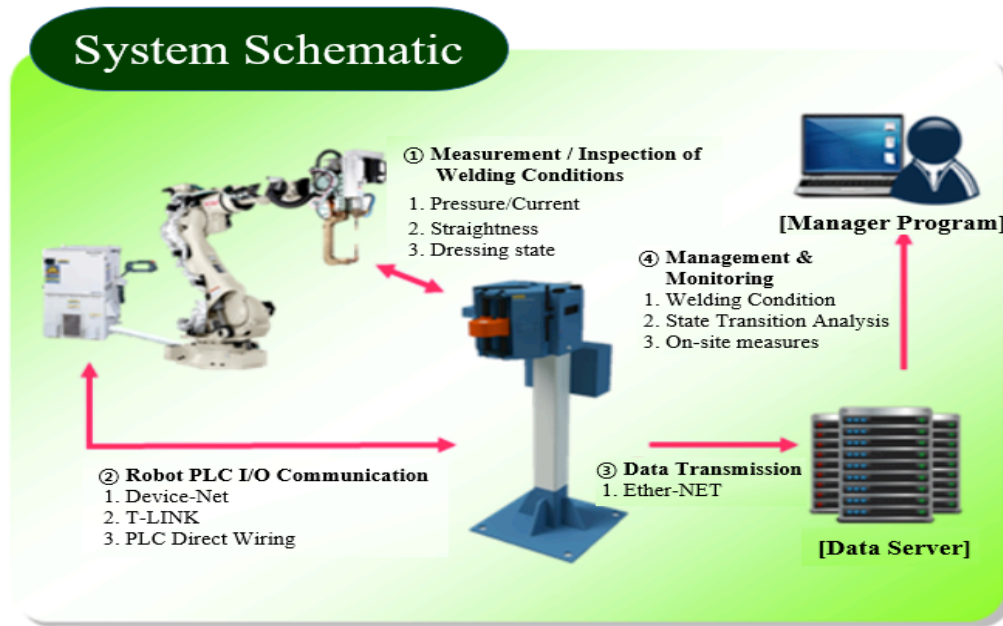 System Schematic
① Measurement / Inspection of
Welding Conditions
1. Pressure/Current
2. Straightness
3. Dressing state
[Manager Program]
④ Management &
Monitoring
1. Welding Condition
2. State Transition Analysis
3. On-site measures
② Robot PLC I/O Communication
1. Device-Net
2. T-LINK
3. PLC Direct Wiring
③ Data Transmission
1. Ether-NET
[Data Server]